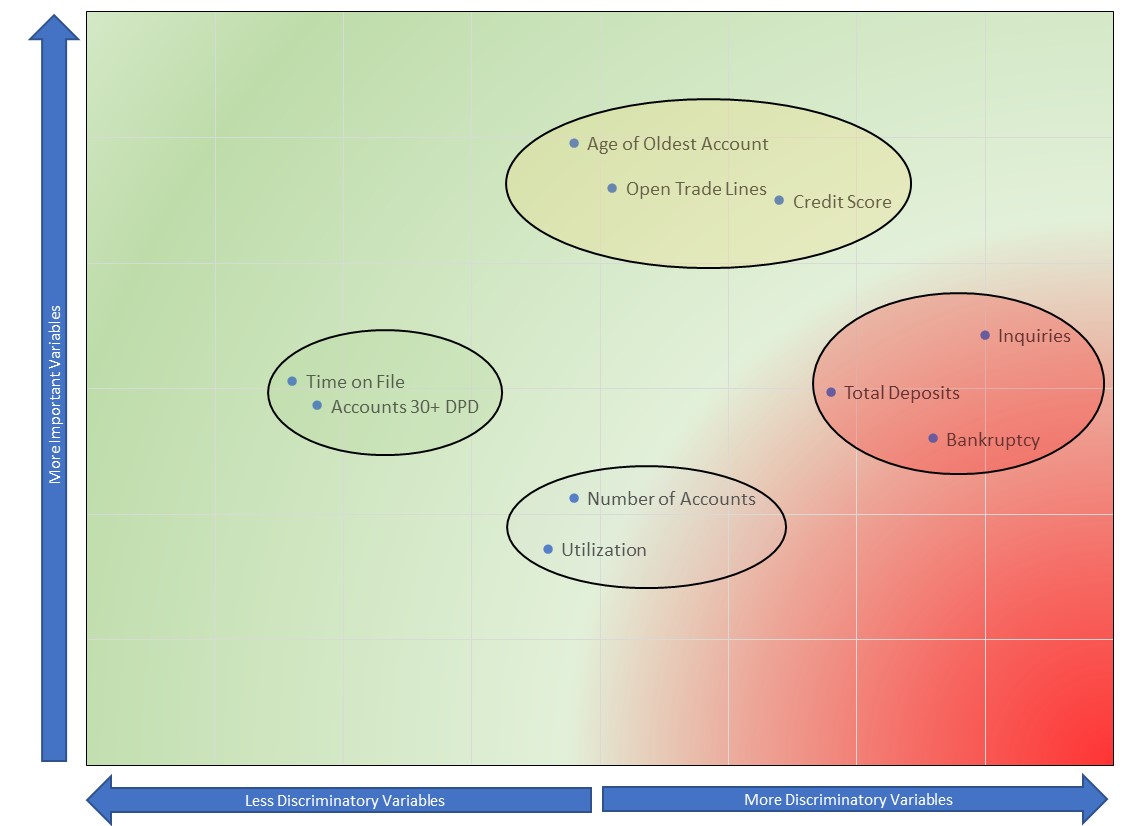 More Important Variables
Age of Oldest Account
Open Trade Lines
Credit Score
Inquiries
Time on File
Total Deposits
Accounts 30+ DPD
Bankruptcy
Number of Accounts
Utilization
Less Discriminatory Variables
More Discriminatory Variables